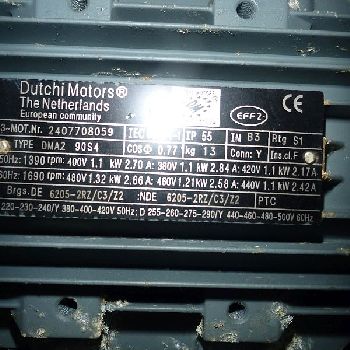 Dutchi Motors®
The Netherlands
European community
EFF2
CE
3~MOT.Nr. 2407708059 IEC IP 55 IM B3 Rtg S1
TYPE DMA2 90S4 COSΦ 0.77 kg 13 Conn: Y Ins.cl.F
50Hz: 1390 rpm: 400V 1.1 kW 2.70 A: 380V 1.1 kW 2.84 A: 420V 1.1 kW 2.17A
60Hz: 1690 rpm: 480V 1.32 kW 2.66 A: 460V 1.21kW 2.58 A: 440V 1.1 kW 2.42 A
Brgs.DE 6205-2RZ/C3/Z2 :NDE 6205-2RZ/C3/Z2 PTC
220-230-240/Y 380-400-420V 50Hz; D 255-260-275-290/Y 440-460-480-500V 60Hz